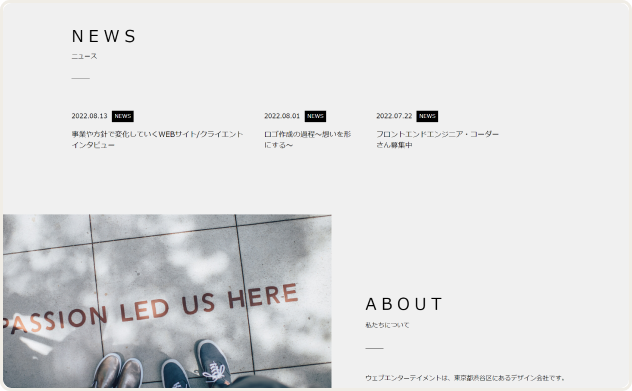 NEWS
ニュース
2022.08.13 NEWS
事業や方針で変化していくWEBサイト/クライエント
インタビュー
2022.08.01 NEWS
ロゴ作成の過程〜想いを形
にする〜
2022.07.22 NEWS
フロントエンドエンジニア・コーダー
さん募集中
PASSION LED US HERE
ABOUT
私たちについて
ウェブエンターテイメントは、東京都渋谷区にあるデザイン会社です。